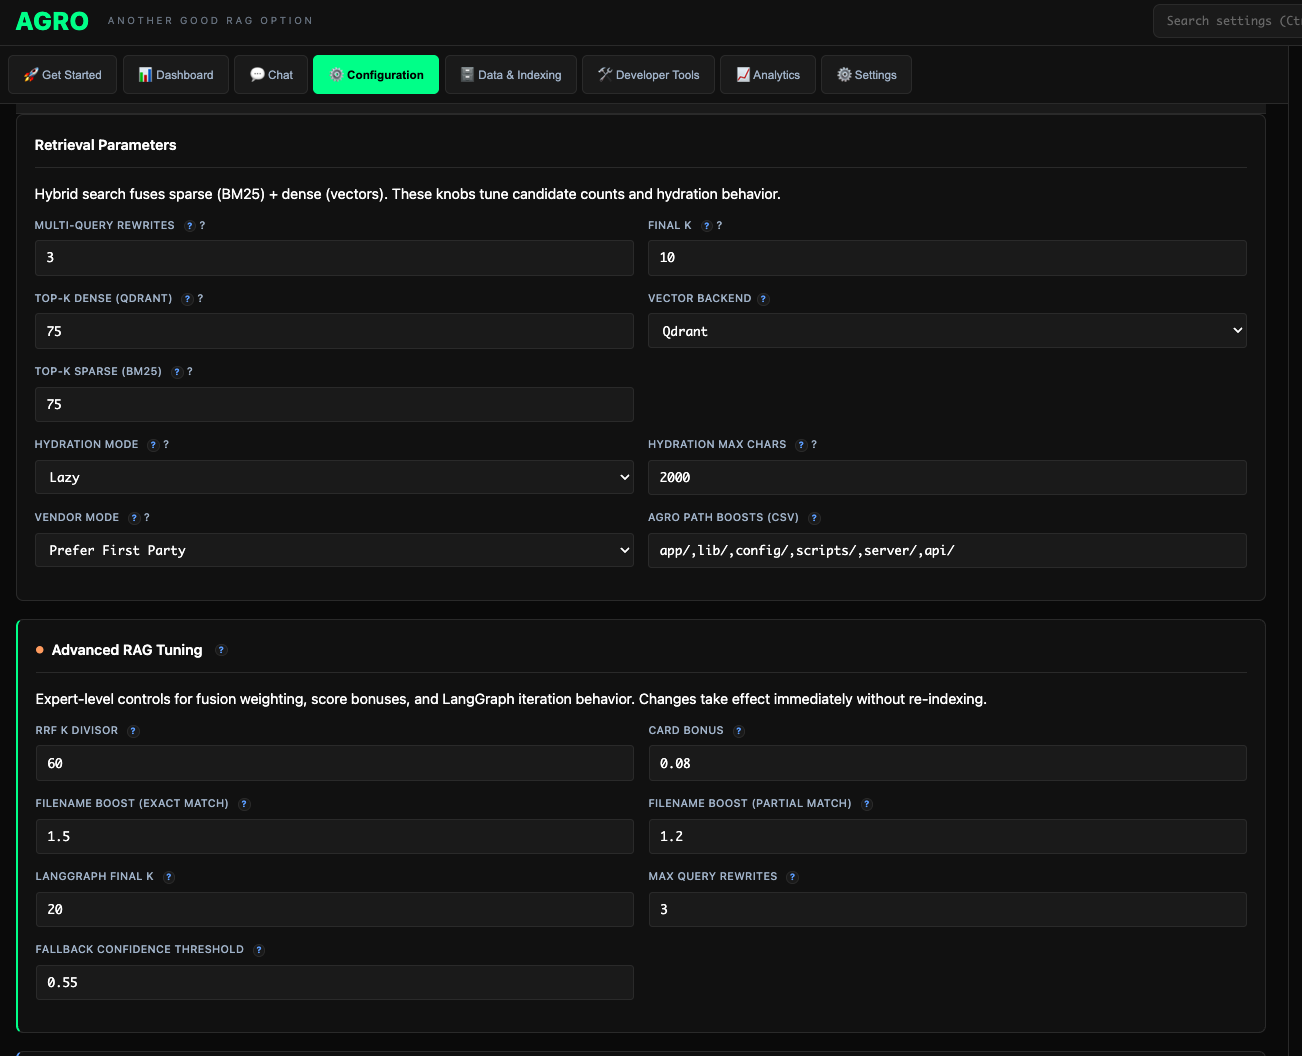 AGRO ANOTHER GOOD RAG OPTION
Search settings (Ct
🚀 Get Started 📊 Dashboard 💬 Chat ⚙️ Configuration 🗄️ Data & Indexing 🛠️ Developer Tools 📈 Analytics ⚙️ Settings
Retrieval Parameters
Hybrid search fuses sparse (BM25) + dense (vectors). These knobs tune candidate counts and hydration behavior.
MULTI-QUERY REWRITES ? ? FINAL K ? ?
3 10
TOP-K DENSE (QDRANT) ? ? VECTOR BACKEND ?
75 Qdrant
TOP-K SPARSE (BM25) ? ?
75
HYDRATION MODE ? ? HYDRATION MAX CHARS ? ?
Lazy 2000
VENDOR MODE ? ? AGRO PATH BOOSTS (CSV) ?
Prefer First Party app/,lib/,config/,scripts/,server/,api/
Advanced RAG Tuning ?
Expert-level controls for fusion weighting, score bonuses, and LangGraph iteration behavior. Changes take effect immediately without re-indexing.
RRF K DIVISOR ? CARD BONUS ?
60 0.08
FILENAME BOOST (EXACT MATCH) ? FILENAME BOOST (PARTIAL MATCH) ?
1.5 1.2
LANGGRAPH FINAL K ? MAX QUERY REWRITES ?
20 3
FALLBACK CONFIDENCE THRESHOLD ?
0.55